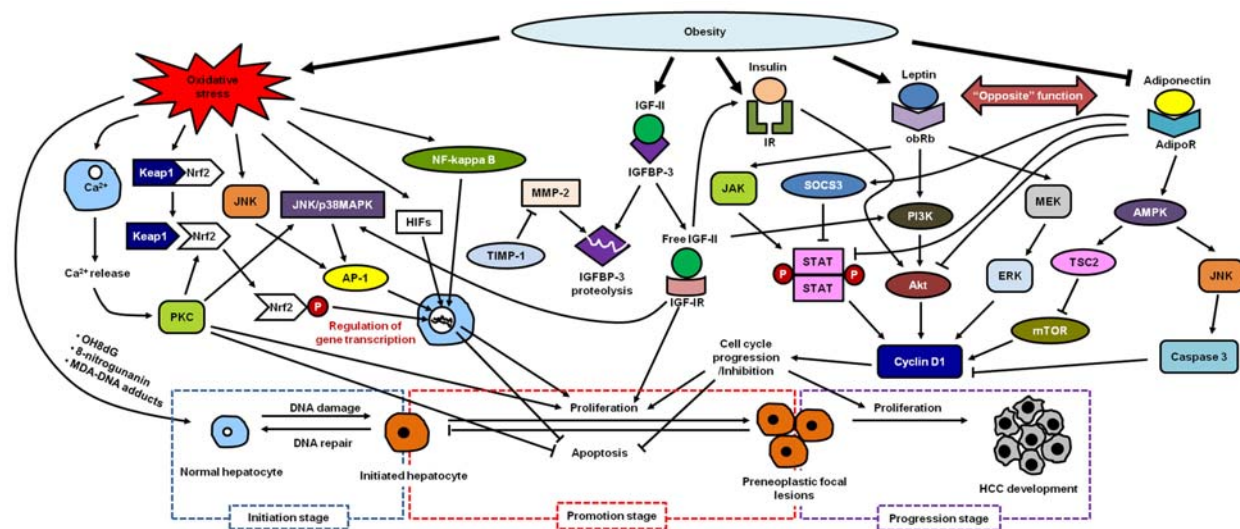 Obesity
Oxidative
stress
Insulin
IR
Leptin
obRb
"Opposite" function
Adiponectin
AdipoR
IGF-II
IGFBP-3
NF-kappa B
Ca2+
Keap1
Nrf2
JNK
JNK/p38MAPK
HIFs
MMP-2
TIMP-1
IGFBP-3
proteolysis
Free IGF-II
IGF-IR
JAK
SOCS3
PI3K
MEK
AMPK
Keap1
Nrf2
Ca2+ release
AP-1
P
STAT
P
STAT
Akt
ERK
TSC2
JNK
PKC
Nrf2
P
Regulation of
gene transcription
mTOR
Cyclin D1
Caspase 3
• OH8dG
• 8-nitrogunanin
• MDA-DNA adducts
Cell cycle
progression
/Inhibition
DNA damage
DNA repair
Proliferation
Apoptosis
Proliferation
Normal hepatocyte
Initiated hepatocyte
Preneoplastic focal
lesions
HCC development
Initiation stage
Promotion stage
Progression stage